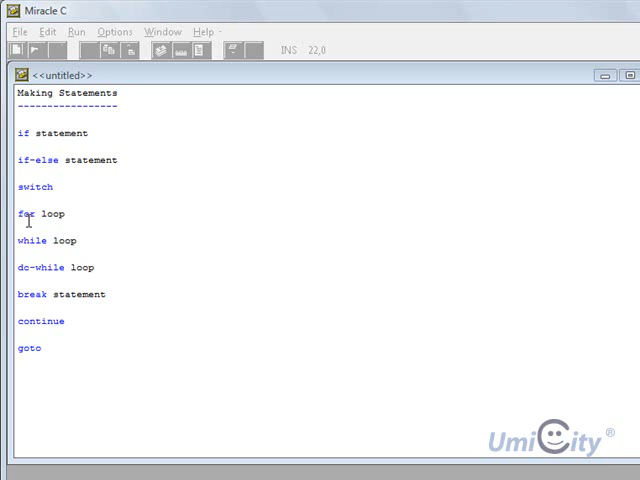 Miracle C
File Edit Run Options Window Help
INS 22,0
<<untitled>>
Making Statements
-----------------
if statement
if-else statement
switch
for loop
while loop
do-while loop
break statement
continue
goto
UmiCity ®